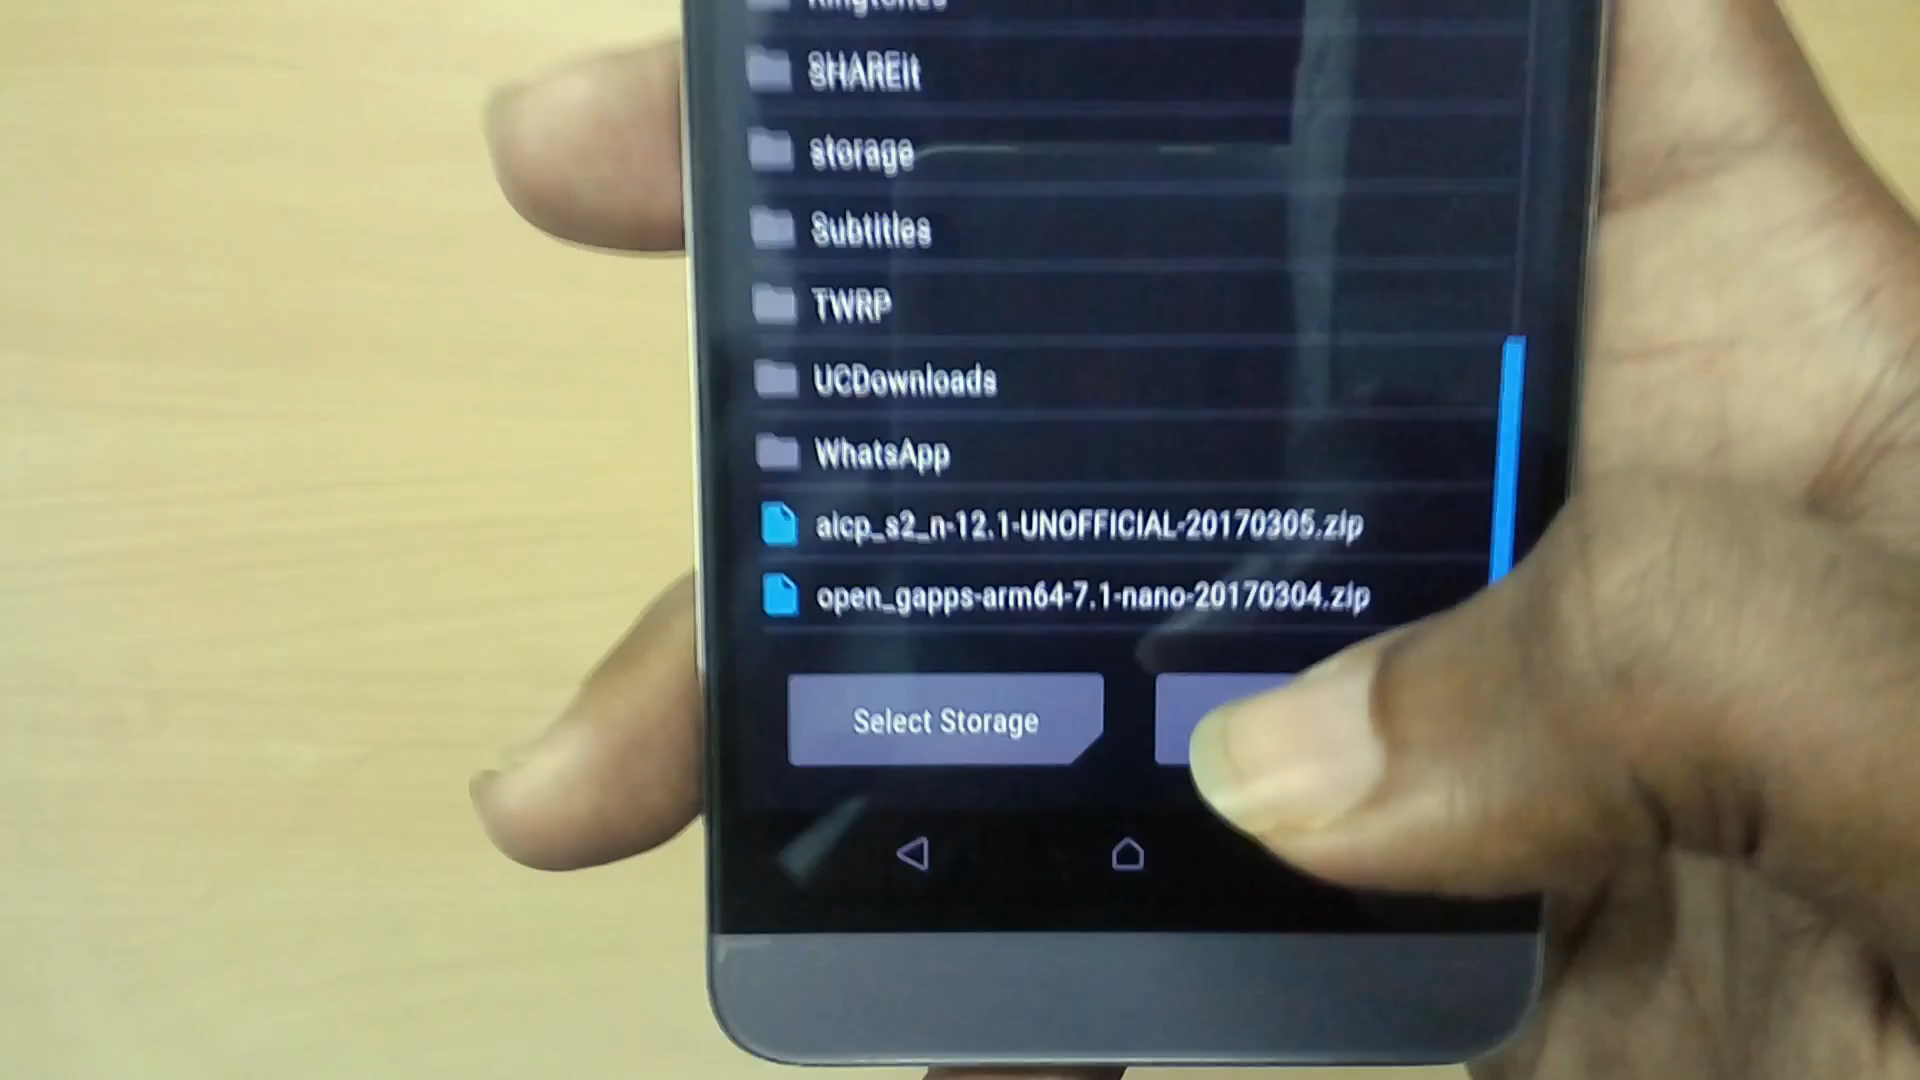 Ringtones
SHAREit
storage
Subtitles
TWRP
UCDownloads
WhatsApp
aicp_s2_n-12.1-UNOFFICIAL-20170305.zip
open_gapps-arm64-7.1-nano-20170304.zip
Select Storage